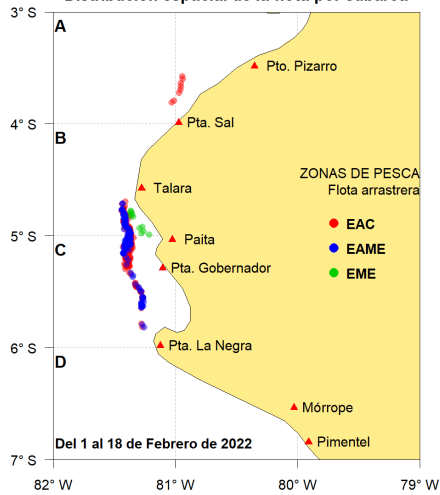 Distribución espacial de la flota por subárea
3° S
A
Pto. Pizarro
4° S
Pta. Sal
B
ZONAS DE PESCA
Flota arrastrera
Talara
EAC
5° S
Paita
C
EAME
Pta. Gobernador
EME
6° S
Pta. La Negra
D
Mórrope
Del 1 al 18 de Febrero de 2022
Pimentel
7° S
82° W
81° W
80° W
79° W